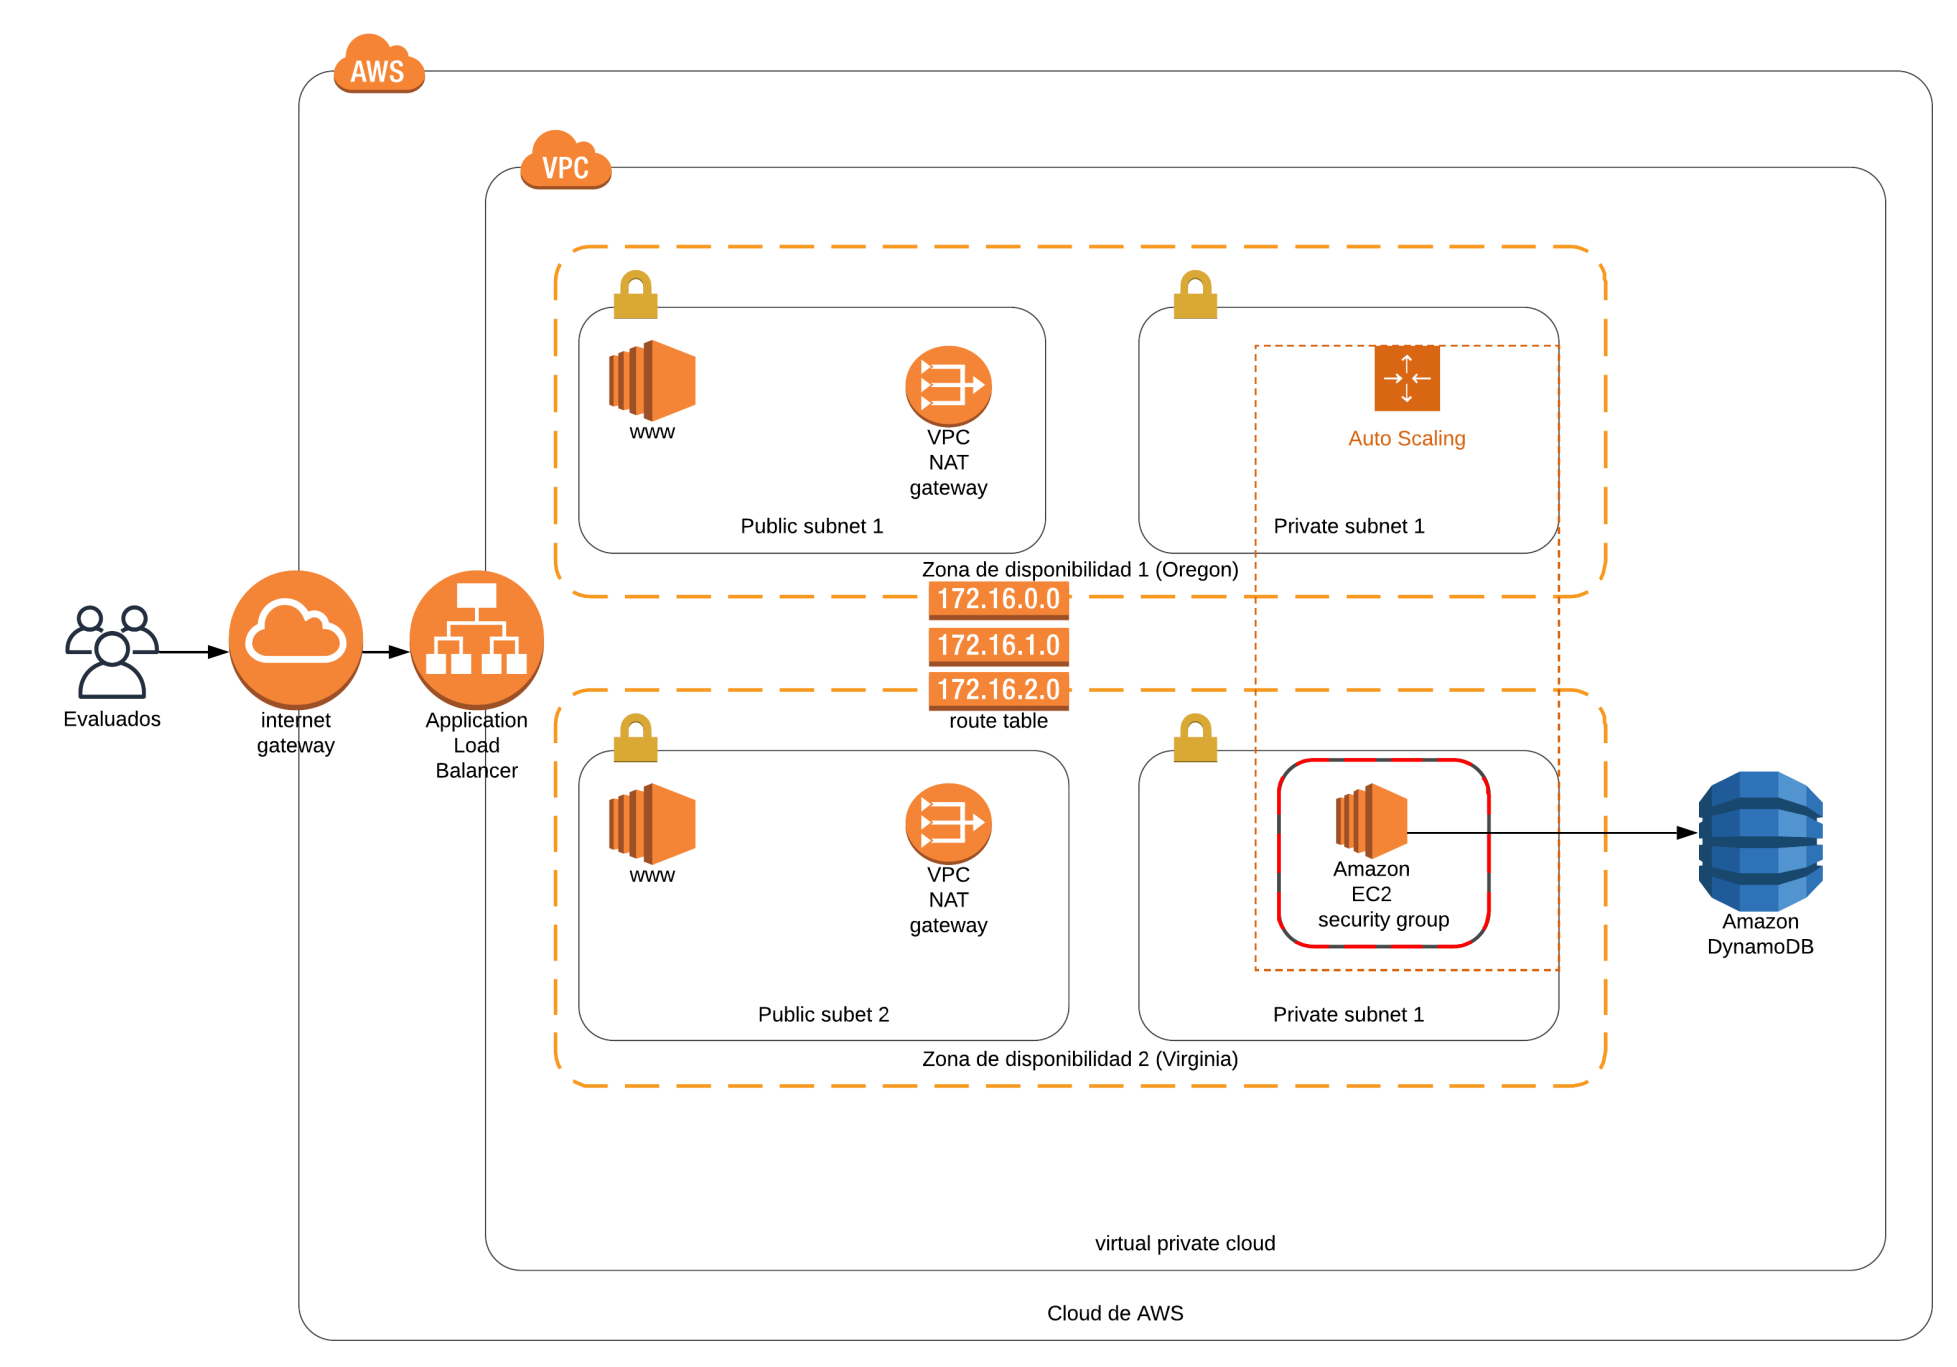 AWS
VPC
www
VPC
NAT
gateway
Public subnet 1
Auto Scaling
Private subnet 1
Zona de disponibilidad 1 (Oregon)
172.16.0.0
172.16.1.0
172.16.2.0
route table
Evaluados
internet
gateway
Application
Load
Balancer
www
VPC
NAT
gateway
Public subet 2
Amazon
EC2
security group
Private subnet 1
Zona de disponibilidad 2 (Virginia)
Amazon
DynamoDB
virtual private cloud
Cloud de AWS